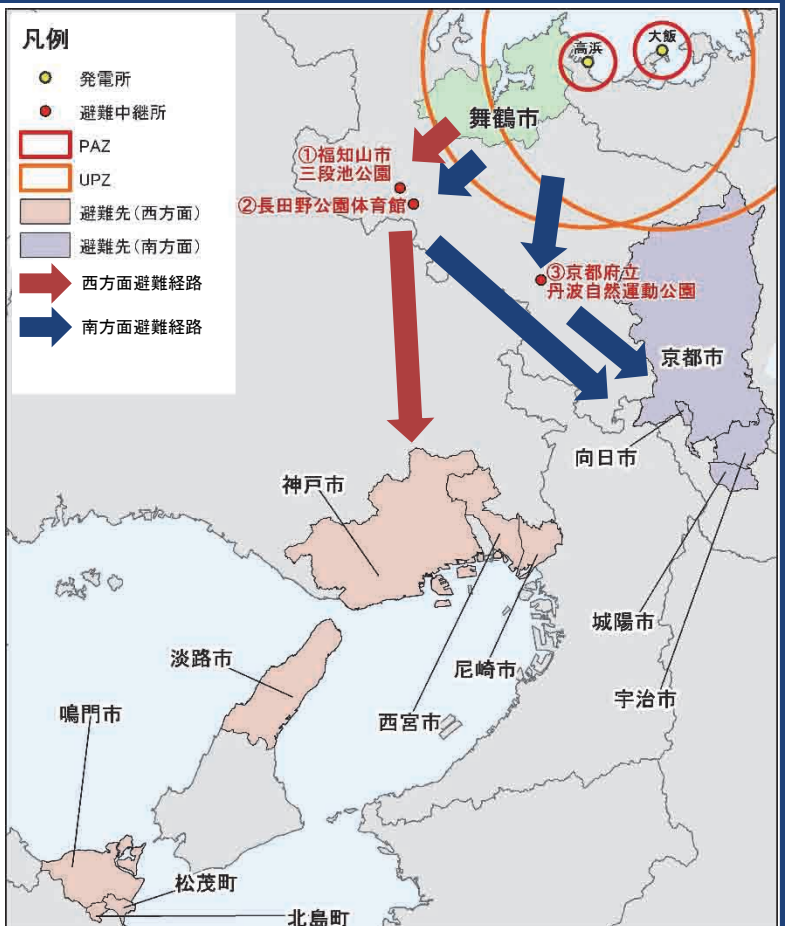 凡例
発電所
避難中継所
PAZ
UPZ
避難先(西方面)
避難先(南方面)
西方面避難経路
南方面避難経路
高浜
大飯
舞鶴市
①福知山市
三段池公園
②長田野公園体育館
③京都府立
丹波自然運動公園
京都市
向日市
神戸市
城陽市
淡路市
尼崎市
宇治市
鳴門市
西宮市
松茂町
北島町